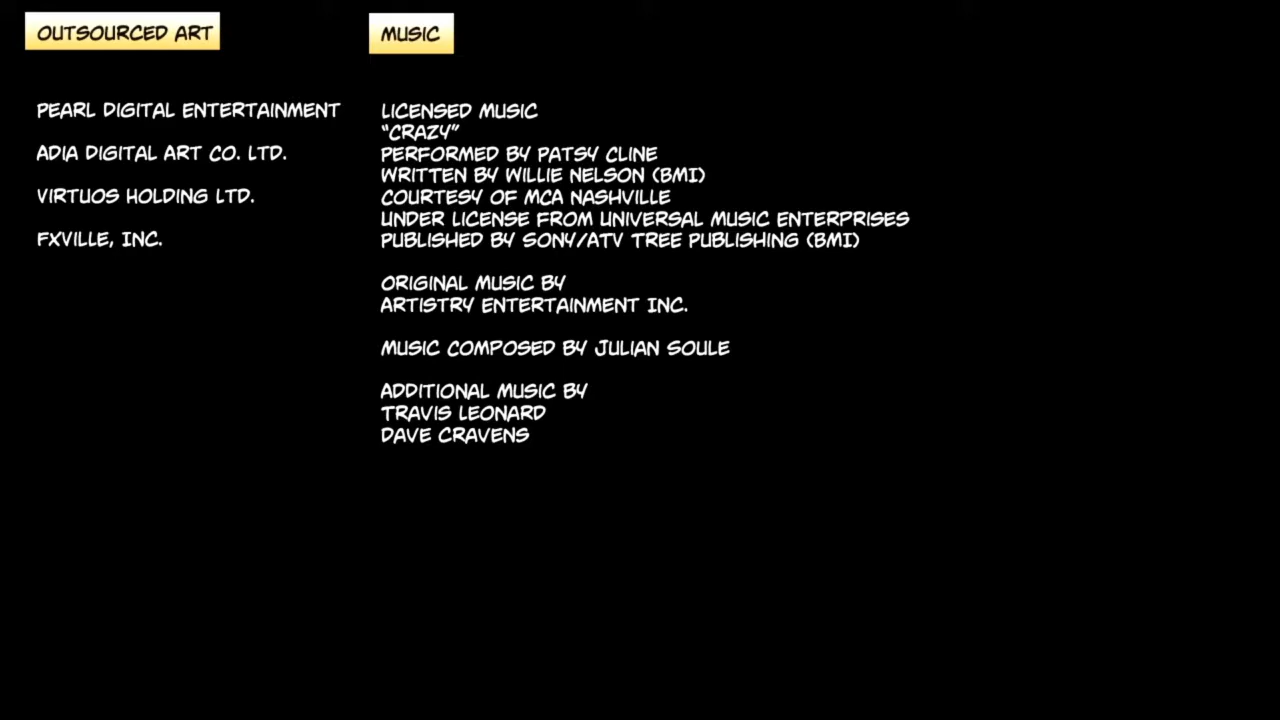 OUTSOURCED ART
PEARL DIGITAL ENTERTAINMENT
ADIA DIGITAL ART CO. LTD.
VIRTUOS HOLDING LTD.
FXVILLE, INC.
MUSIC
LICENSED MUSIC
"CRAZY"
PERFORMED BY PATSY CLINE
WRITTEN BY WILLIE NELSON (BMI)
COURTESY OF MCA NASHVILLE
UNDER LICENSE FROM UNIVERSAL MUSIC ENTERPRISES
PUBLISHED BY SONY/ATV TREE PUBLISHING (BMI)
ORIGINAL MUSIC BY
ARTISTRY ENTERTAINMENT INC.
MUSIC COMPOSED BY JULIAN SOULE
ADDITIONAL MUSIC BY
TRAVIS LEONARD
DAVE CRAVENS